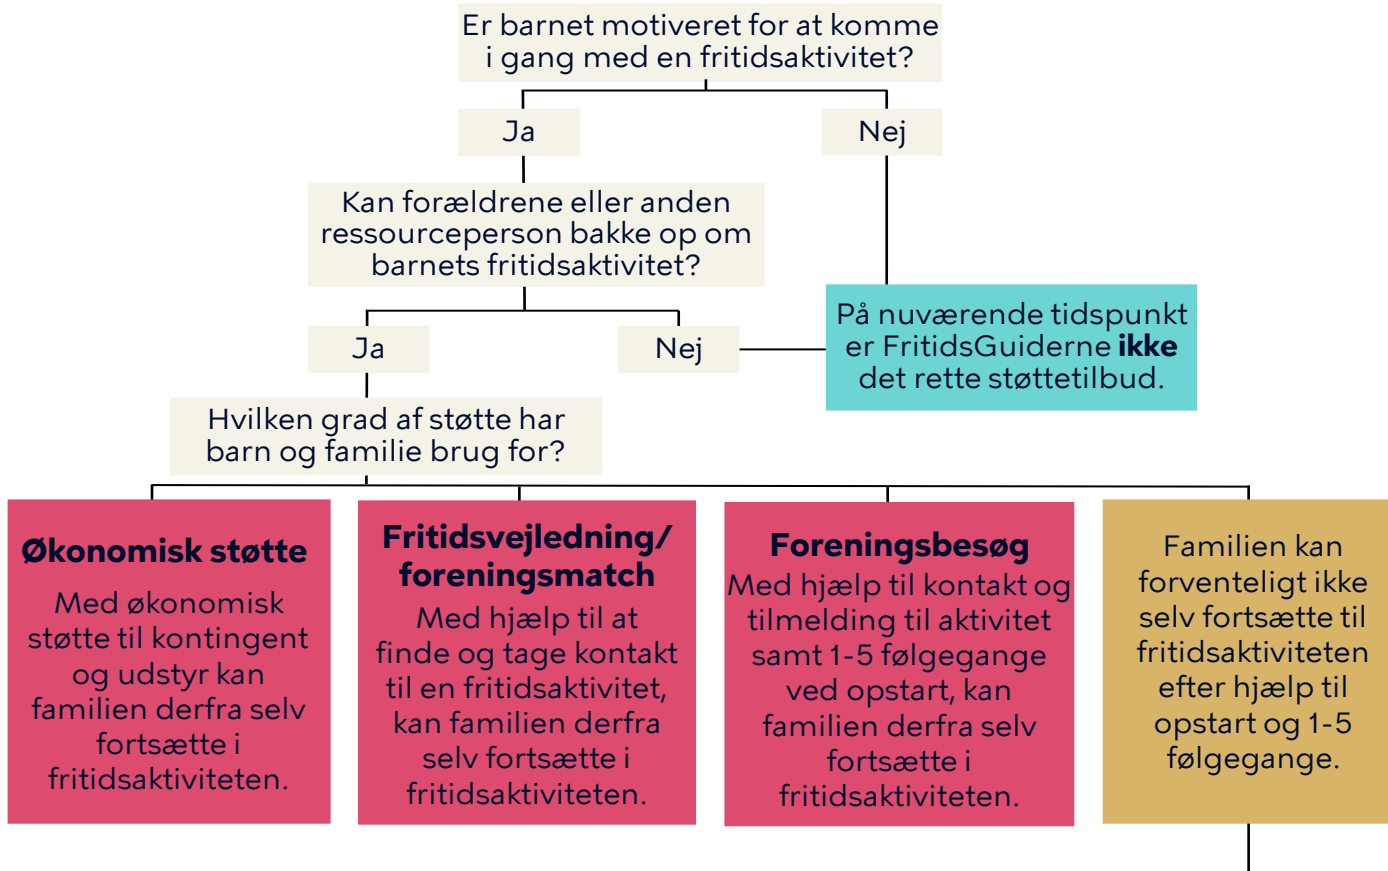 Er barnet motiveret for at komme
i gang med en fritidsaktivitet?
Ja
Nej
Kan forældrene eller anden
ressourceperson bakke op om
barnets fritidsaktivitet?
Ja
Nej
På nuværende tidspunkt
er FritidsGuiderne ikke
det rette støttetilbud.
Hvilken grad af støtte har
barn og familie brug for?
Økonomisk støtte
Med økonomisk
støtte til kontingent
og udstyr kan
familien derfra selv
fortsætte i
fritidsaktiviteten.
Fritidsvejledning/
foreningsmatch
Med hjælp til at
finde og tage kontakt
til en fritidsaktivitet,
kan familien derfra
selv fortsætte i
fritidsaktiviteten.
Foreningsbesøg
Med hjælp til kontakt og
tilmelding til aktivitet
samt 1-5 følgegange
ved opstart, kan
familien derfra selv
fortsætte i
fritidsaktiviteten.
Familien kan
forventeligt ikke
selv fortsætte til
fritidsaktiviteten
efter hjælp til
opstart og 1-5
følgegange.